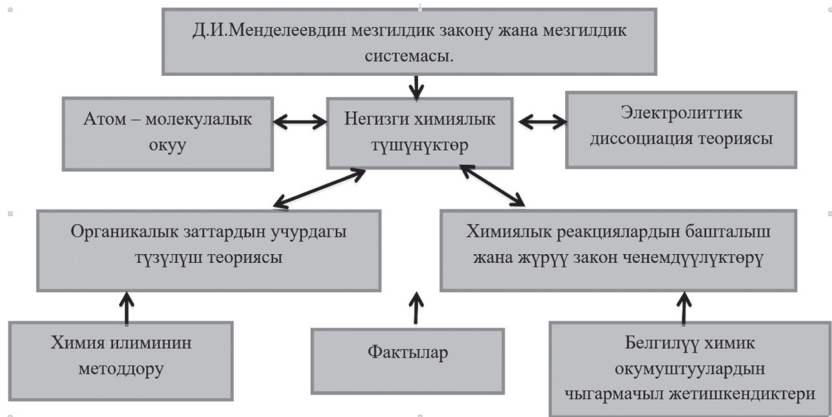 Д.И.Менделеевдин мезгилдик закону жана мезгилдик
системасы.
Атом – молекулалык
окуу
Негизги химиялык
түшүнүктөр
Электролиттик
диссоциация теориясы
Органикалык заттардын учурдагы
түзүлүш теориясы
Химиялык реакциялардын башталыш
жана жүрүү закон ченемдүүлүктөрү
Химия илиминин
методдору
Фактылар
Белгилүү химик
окумуштуулардын
чыгармачыл жетишкендиктери